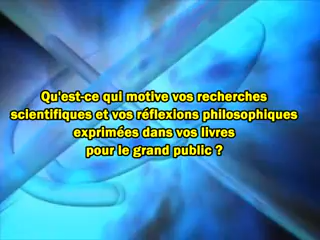 Qu'est-ce qui motive vos recherches
scientifiques et vos réflexions philosophiques
exprimées dans vos livres
pour le grand public ?